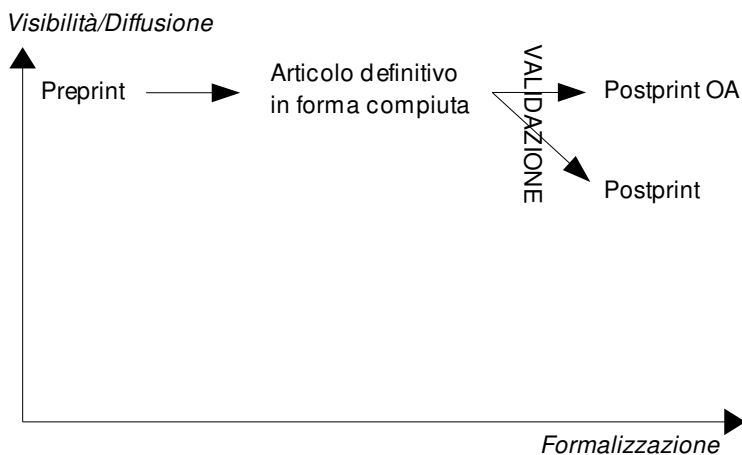 Visibilità/Diffusione
Preprint
Articolo definitivo
in forma compiuta
VALIDAZIONE
Postprint OA
Postprint
Formalizzazione